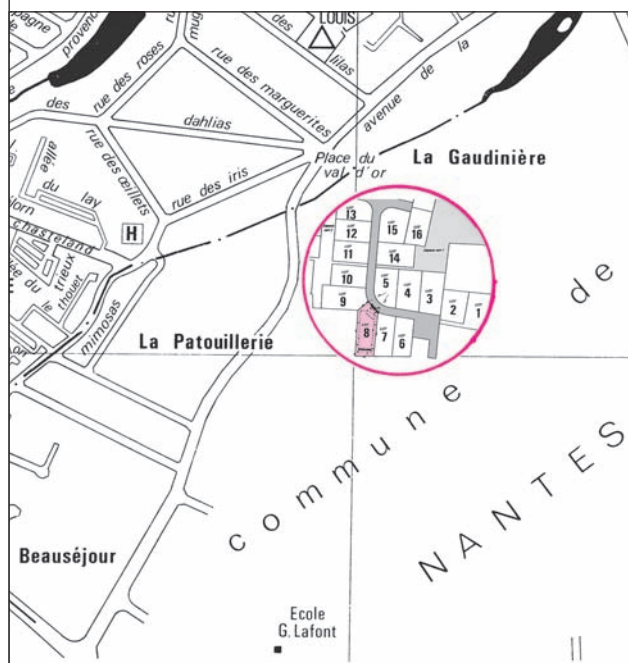 pagne
de
provence
rue des roses
mug
des
LOUIS
lilas
rue des marguerites
avenue de la
des
dahlias
rue des œillets
allée
du
lay
rue des iris
Place du
val d'or
La Gaudinière
H
chasteland
trieux
le
thouet
mimosas
La Patouillerie
13
12
11
10
9
15
16
14
5
4
3
2
1
8
7
6
commune
de
NANTES
Beauséjour
Ecole
G. Lafont